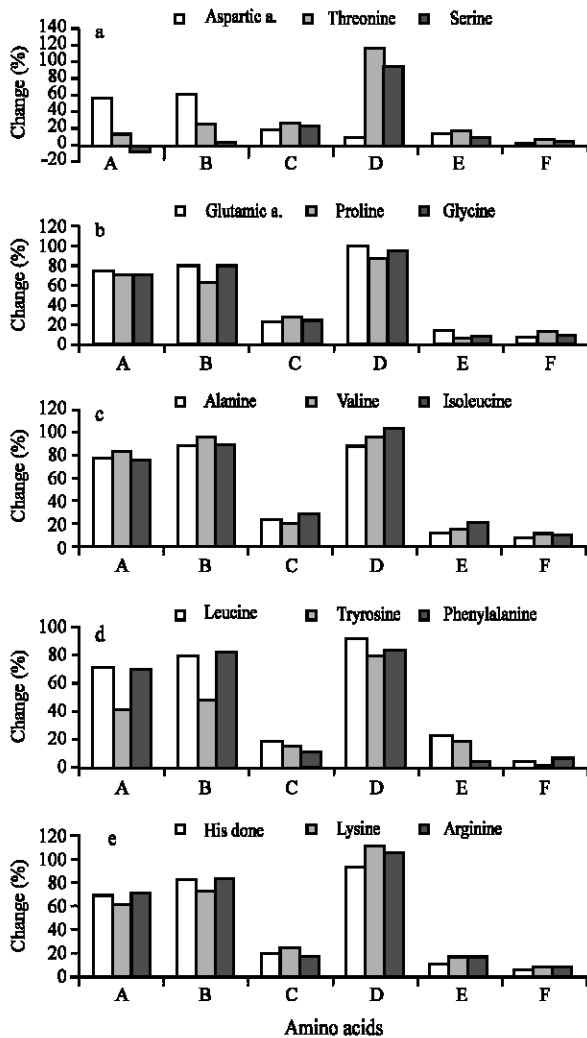 a Aspartic a. Threonine Serine
Change (%)
140
120
100
80
60
40
20
0
-20
A B C D E F
b Glutamic a. Proline Glycine
Change (%)
120
100
80
60
40
20
0
A B C D E F
c Alanine Valine Isoleucine
Change (%)
120
100
80
60
40
20
0
A B C D E F
d Leucine Tryrosine Phenylalanine
Change (%)
100
80
60
40
20
0
A B C D E F
e His done Lysine Arginine
Change (%)
120
100
80
60
40
20
0
A B C D E F
Amino acids